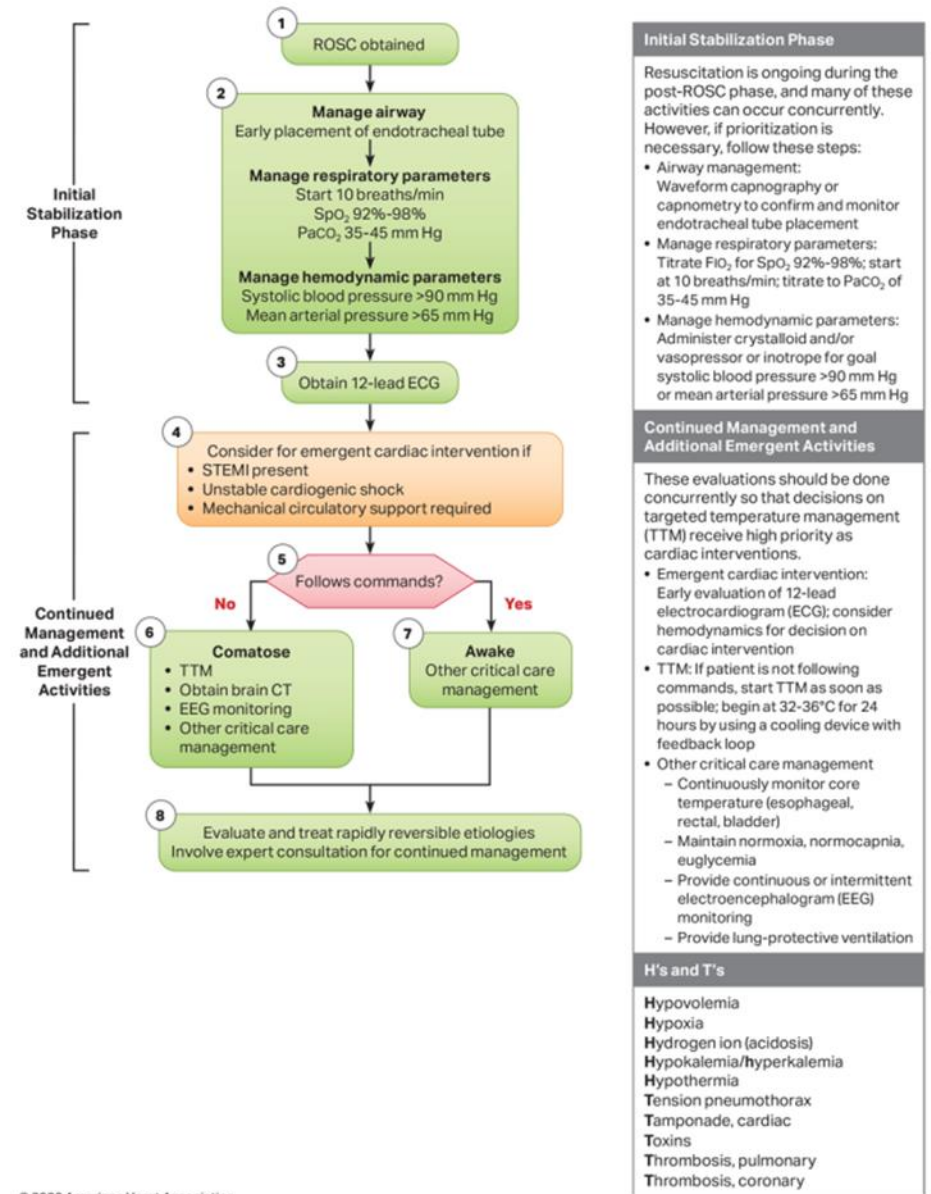 1
ROSC obtained
2
Manage airway
Early placement of endotracheal tube
Manage respiratory parameters
Start 10 breaths/min
SpO₂ 92%-98%
PaCO₂ 35-45 mm Hg
Manage hemodynamic parameters
Systolic blood pressure >90 mm Hg
Mean arterial pressure >65 mm Hg
Initial
Stabilization
Phase
3
Obtain 12-lead ECG
4
Consider for emergent cardiac intervention if
• STEMI present
• Unstable cardiogenic shock
• Mechanical circulatory support required
5
Follows commands?
No
Yes
Continued
Management
and Additional
Emergent
Activities
6
Comatose
• TTM
• Obtain brain CT
• EEG monitoring
• Other critical care
management
7
Awake
Other critical care
management
8
Evaluate and treat rapidly reversible etiologies
Involve expert consultation for continued management
Initial Stabilization Phase
Resuscitation is ongoing during the
post-ROSC phase, and many of these
activities can occur concurrently.
However, if prioritization is
necessary, follow these steps:
• Airway management:
Waveform capnography or
capnometry to confirm and monitor
endotracheal tube placement
• Manage respiratory parameters:
Titrate FIO₂ for SpO₂ 92%-98%; start
at 10 breaths/min; titrate to PaCO₂ of
35-45 mm Hg
• Manage hemodynamic parameters:
Administer crystalloid and/or
vasopressor or inotrope for goal
systolic blood pressure >90 mm Hg
or mean arterial pressure >65 mm Hg
Continued Management and
Additional Emergent Activities
These evaluations should be done
concurrently so that decisions on
targeted temperature management
(TTM) receive high priority as
cardiac interventions.
• Emergent cardiac intervention:
Early evaluation of 12-lead
electrocardiogram (ECG); consider
hemodynamics for decision on
cardiac intervention
• TTM: If patient is not following
commands, start TTM as soon as
possible; begin at 32-36°C for 24
hours by using a cooling device with
feedback loop
• Other critical care management
– Continuously monitor core
temperature (esophageal,
rectal, bladder)
– Maintain normoxia, normocapnia,
euglycemia
– Provide continuous or intermittent
electroencephalogram (EEG)
monitoring
– Provide lung-protective ventilation
H's and T's
Hypovolemia
Hypoxia
Hydrogen ion (acidosis)
Hypokalemia/hyperkalemia
Hypothermia
Tension pneumothorax
Tamponade, cardiac
Toxins
Thrombosis, pulmonary
Thrombosis, coronary